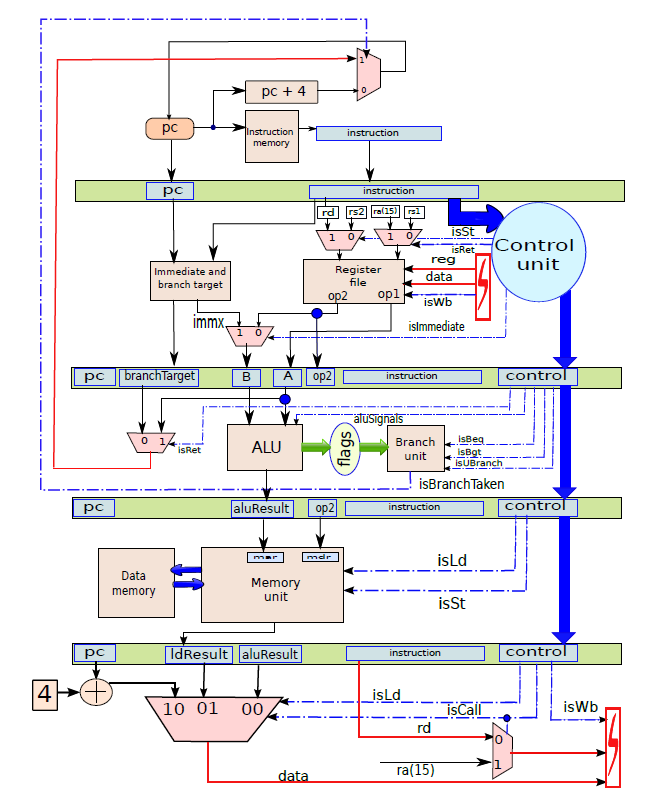 1
pc + 4
0
pc
Instruction
memory
instruction
pc
instruction
rd
rs2
ra(15)
rs1
isSt
1 0
1 0
isRet
Control
unit
reg
Immediate and
branch target
Register
file
data
op2
op1
isWb
immx
isImmediate
1 0
pc
branchTarget
B
A
op2
instruction
control
aluSignals
0 1
isRet
ALU
flags
Branch
unit
isBeq
isBgt
isUBranch
isBranchTaken
pc
aluResult
op2
instruction
control
mar
mdr
isLd
Data
memory
Memory
unit
isSt
pc
ldResult
aluResult
instruction
control
4
isLd
10 01 00
isCall
isWb
rd
0
ra(15)
1
data